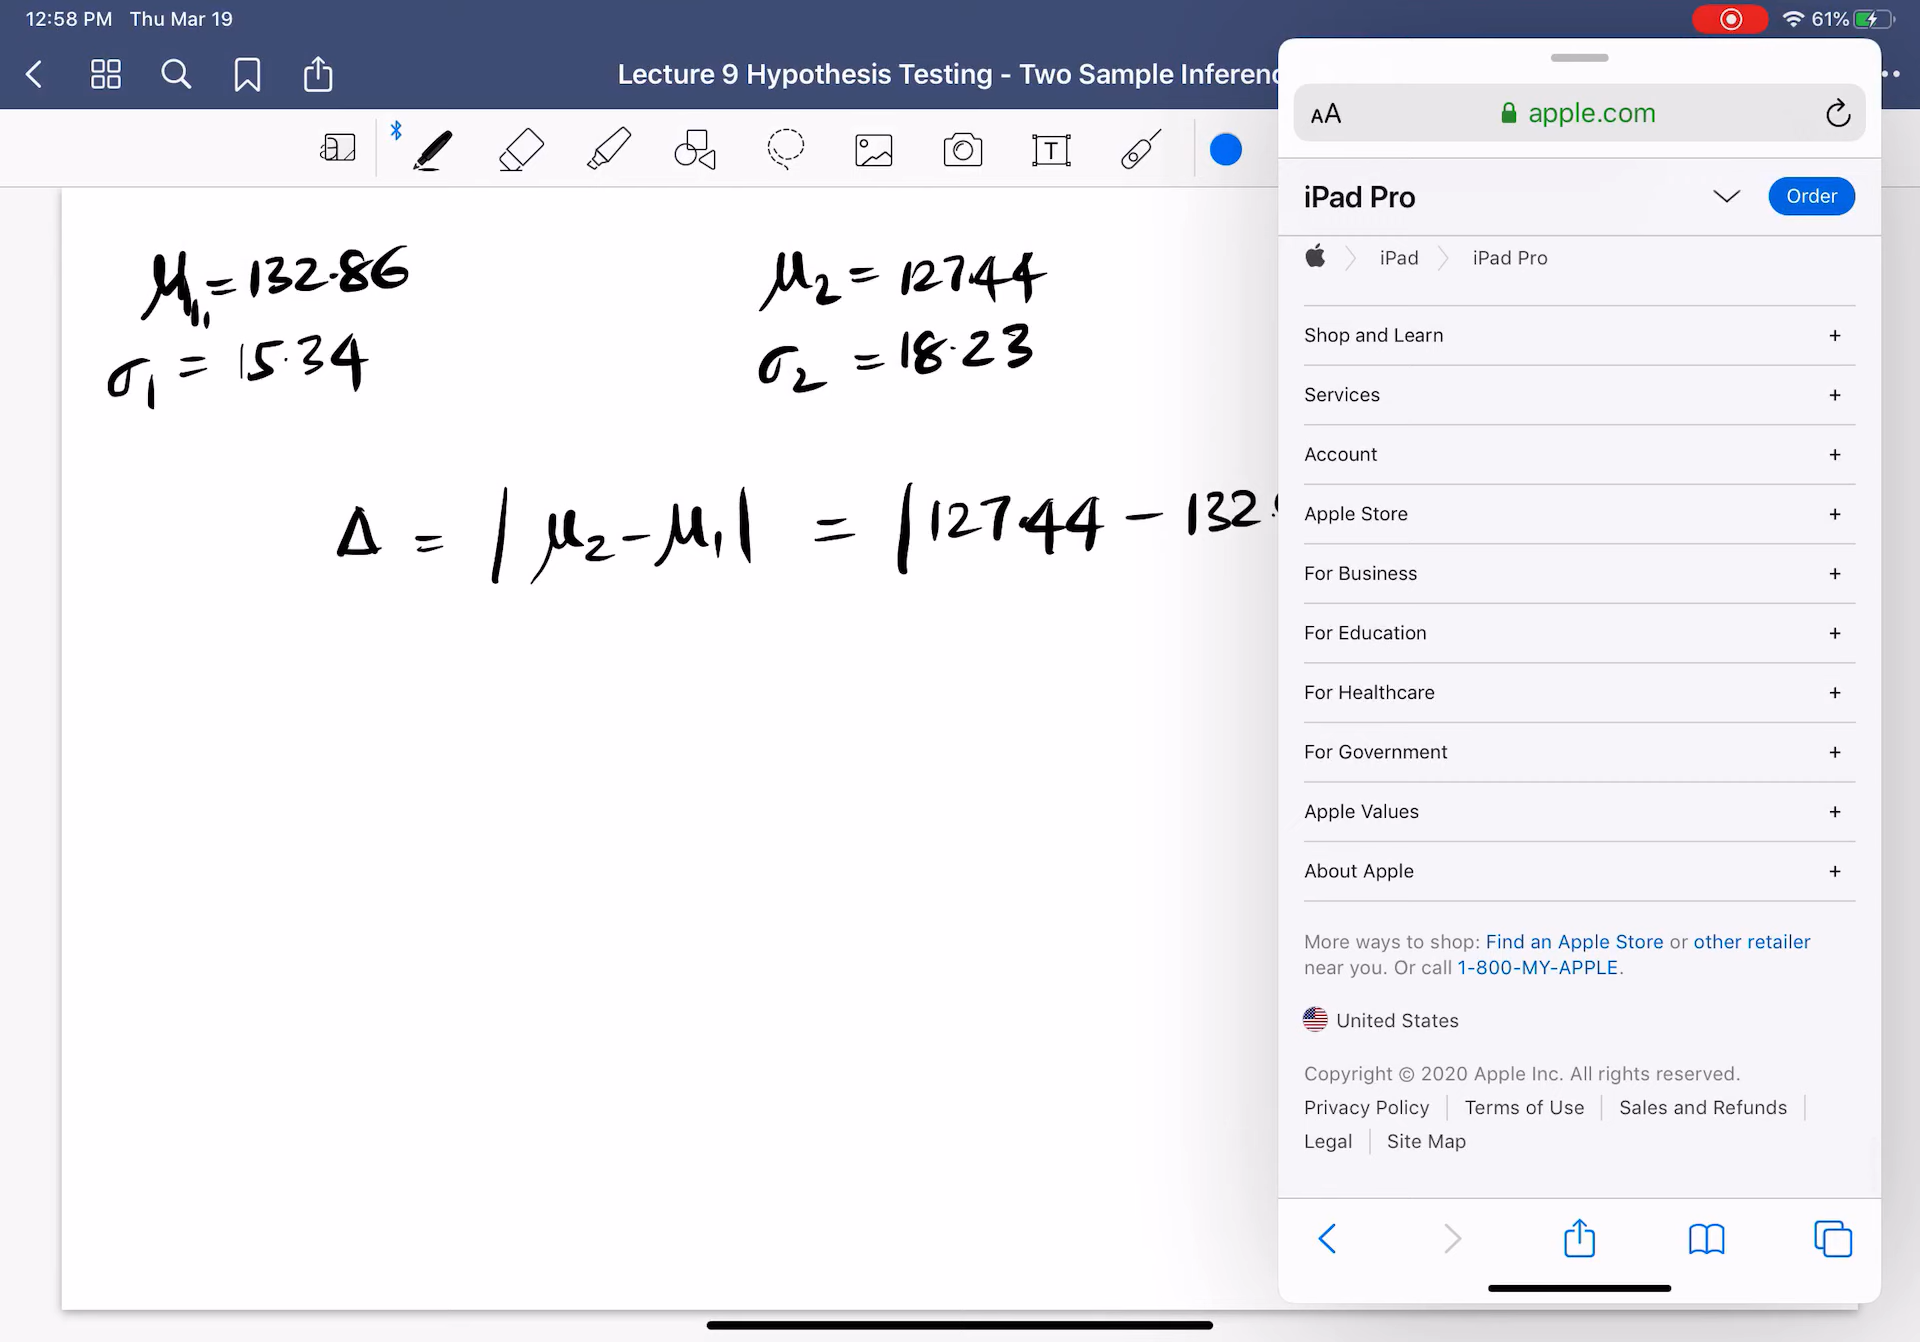 12:58 PM Thu Mar 19
61%
Lecture 9 Hypothesis Testing - Two Sample Inferenc
a
T
μ₁ = 132.86
μ₂ = 127.44
σ₁ = 15.34
σ₂ = 18.23
Δ = | μ₂ - μ₁ | = | 127.44 - 132.
AA apple.com
iPad Pro Order
iPad iPad Pro
Shop and Learn +
Services +
Account +
Apple Store +
For Business +
For Education +
For Healthcare +
For Government +
Apple Values +
About Apple +
More ways to shop: Find an Apple Store or other retailer
near you. Or call 1-800-MY-APPLE.
United States
Copyright © 2020 Apple Inc. All rights reserved.
Privacy Policy | Terms of Use | Sales and Refunds |
Legal | Site Map